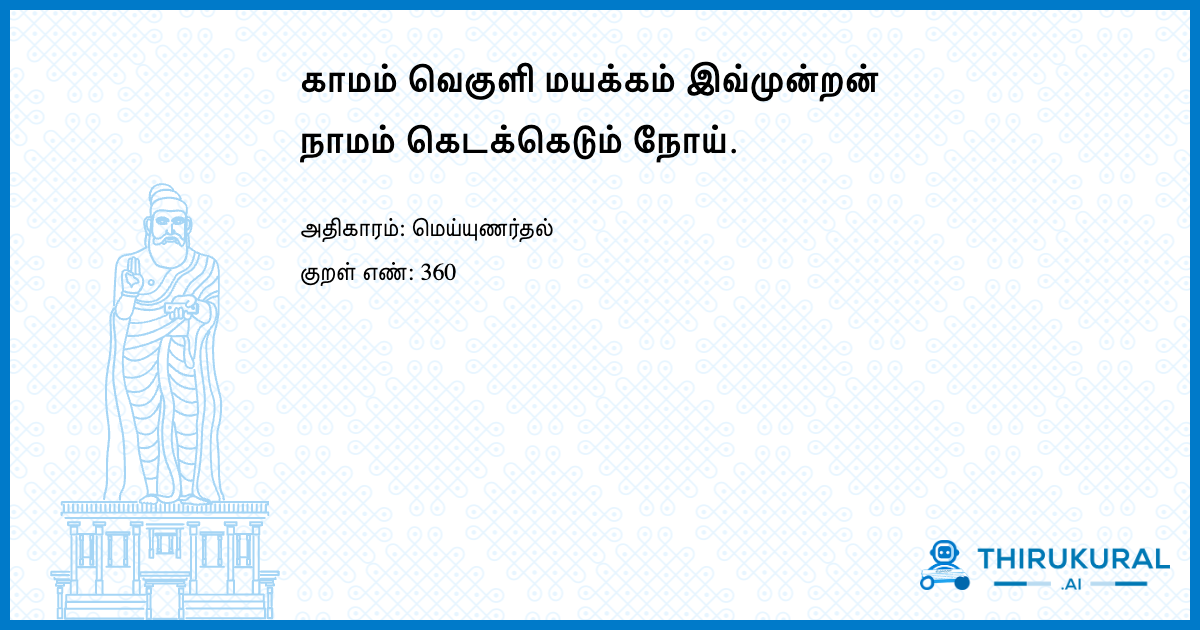 காமம் வெகுளி மயக்கம் இவ்முன்றன்
நாமம் கெடக்கெடும் நோய்.
அதிகாரம்: மெய்யுணர்தல்
குறள் எண்: 360
THIRUKURAL
.AI